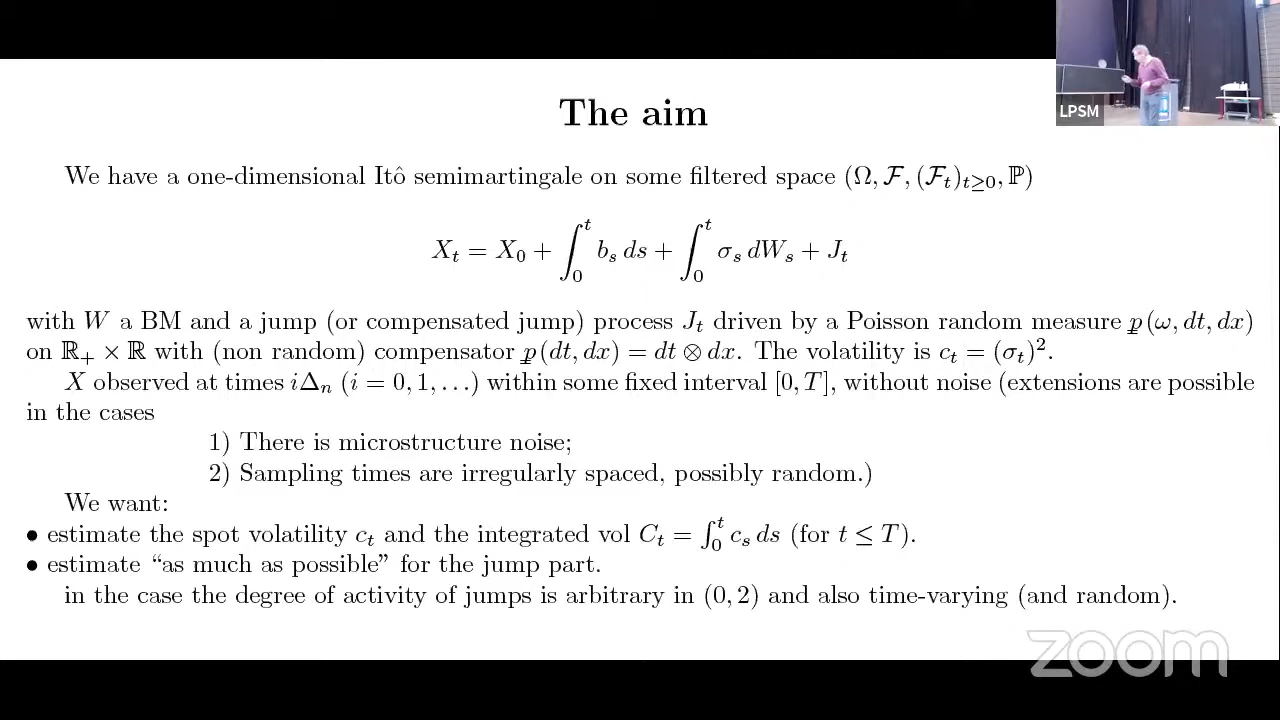 The aim
LPSM
We have a one-dimensional Itô semimartingale on some filtered space (Ω, ℱ, (ℱ_t)_{t≥0}, ℙ)
X_t = X_0 + ∫_0^t b_s ds + ∫_0^t σ_s dW_s + J_t
with W a BM and a jump (or compensated jump) process J_t driven by a Poisson random measure p(ω, dt, dx)
on ℝ_+ × ℝ with (non random) compensator p(dt, dx) = dt ⊗ dx. The volatility is c_t = (σ_t)^2.
X observed at times iΔ_n (i = 0, 1, …) within some fixed interval [0, T], without noise (extensions are possible
in the cases
1) There is microstructure noise;
2) Sampling times are irregularly spaced, possibly random.)
We want:
• estimate the spot volatility c_t and the integrated vol C_t = ∫_0^t c_s ds (for t ≤ T).
• estimate “as much as possible” for the jump part.
in the case the degree of activity of jumps is arbitrary in (0, 2) and also time-varying (and random).
zoom